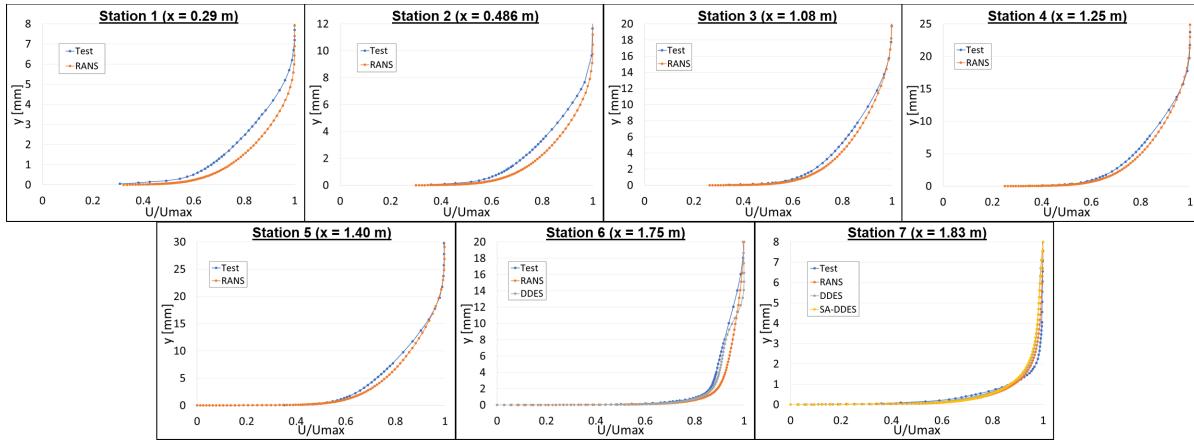 Station 1 (x = 0.29 m)
y [mm]
8
7
6
5
4
3
2
1
0
Test
RANS
0 0.2 0.4 0.6 0.8 1
U/Umax
Station 2 (x = 0.486 m)
y [mm]
12
10
8
6
4
2
0
Test
RANS
0 0.2 0.4 0.6 0.8 1
U/Umax
Station 3 (x = 1.08 m)
y [mm]
20
18
16
14
12
10
8
6
4
2
0
Test
RANS
0 0.2 0.4 0.6 0.8 1
U/Umax
Station 4 (x = 1.25 m)
y [mm]
25
20
15
10
5
0
Test
RANS
0 0.2 0.4 0.6 0.8 1
U/Umax
Station 5 (x = 1.40 m)
y [mm]
30
25
20
15
10
5
0
Test
RANS
0 0.2 0.4 0.6 0.8 1
U/Umax
Station 6 (x = 1.75 m)
y [mm]
20
18
16
14
12
10
8
6
4
2
0
Test
RANS
DDES
0 0.2 0.4 0.6 0.8 1
U/Umax
Station 7 (x = 1.83 m)
y [mm]
8
7
6
5
4
3
2
1
0
Test
RANS
DDES
SA-DDES
0 0.2 0.4 0.6 0.8 1
U/Umax